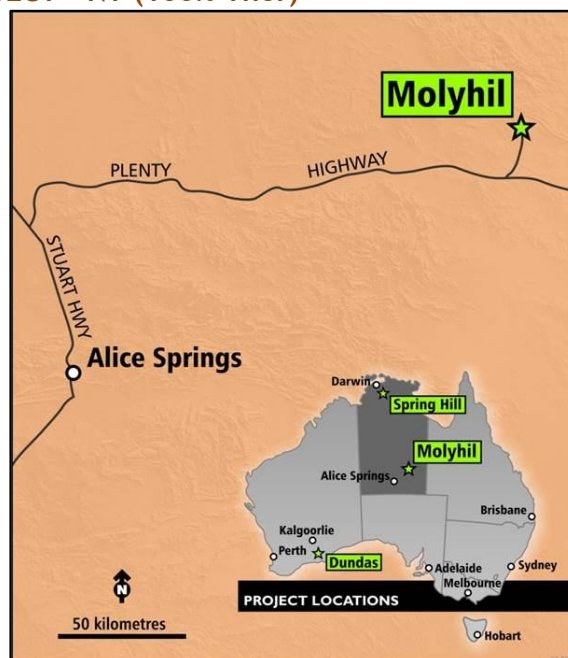 Molyhil
PLENTY
HIGHWAY
STUART HWY
Alice Springs
Darwin
Spring Hill
Molyhil
Alice Springs
Brisbane
Kalgoorlie
Perth
Dundas
Adelaide
Sydney
Melbourne
PROJECT LOCATIONS
N
50 kilometres
Hobart